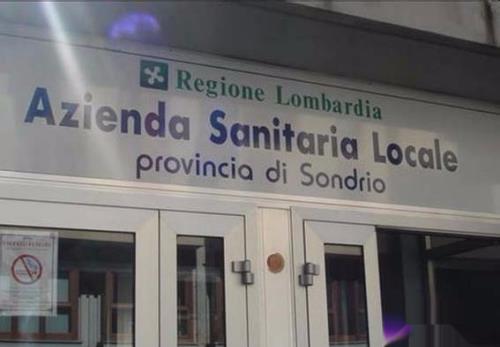 Regione Lombardia
Azienda Sanitaria Locale
provincia di Sondrio